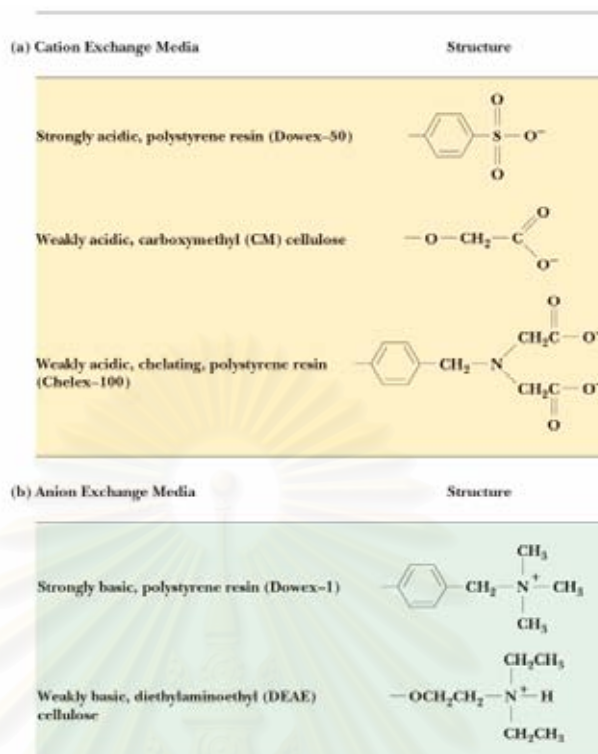 (a) Cation Exchange Media Structure
Strongly acidic, polystyrene resin (Dowex–50)
O
S — O⁻
O
Weakly acidic, carboxymethyl (CM) cellulose
O
— O — CH₂ — C
O⁻
Weakly acidic, chelating, polystyrene resin
(Chelex–100)
O
CH₂C — O⁻
CH₂ — N
CH₂C — O⁻
O
(b) Anion Exchange Media Structure
Strongly basic, polystyrene resin (Dowex–1)
CH₃
CH₂ — N⁺ — CH₃
CH₃
Weakly basic, diethylaminoethyl (DEAE)
cellulose
CH₂CH₃
— OCH₂CH₂ — N⁺ — H
CH₂CH₃